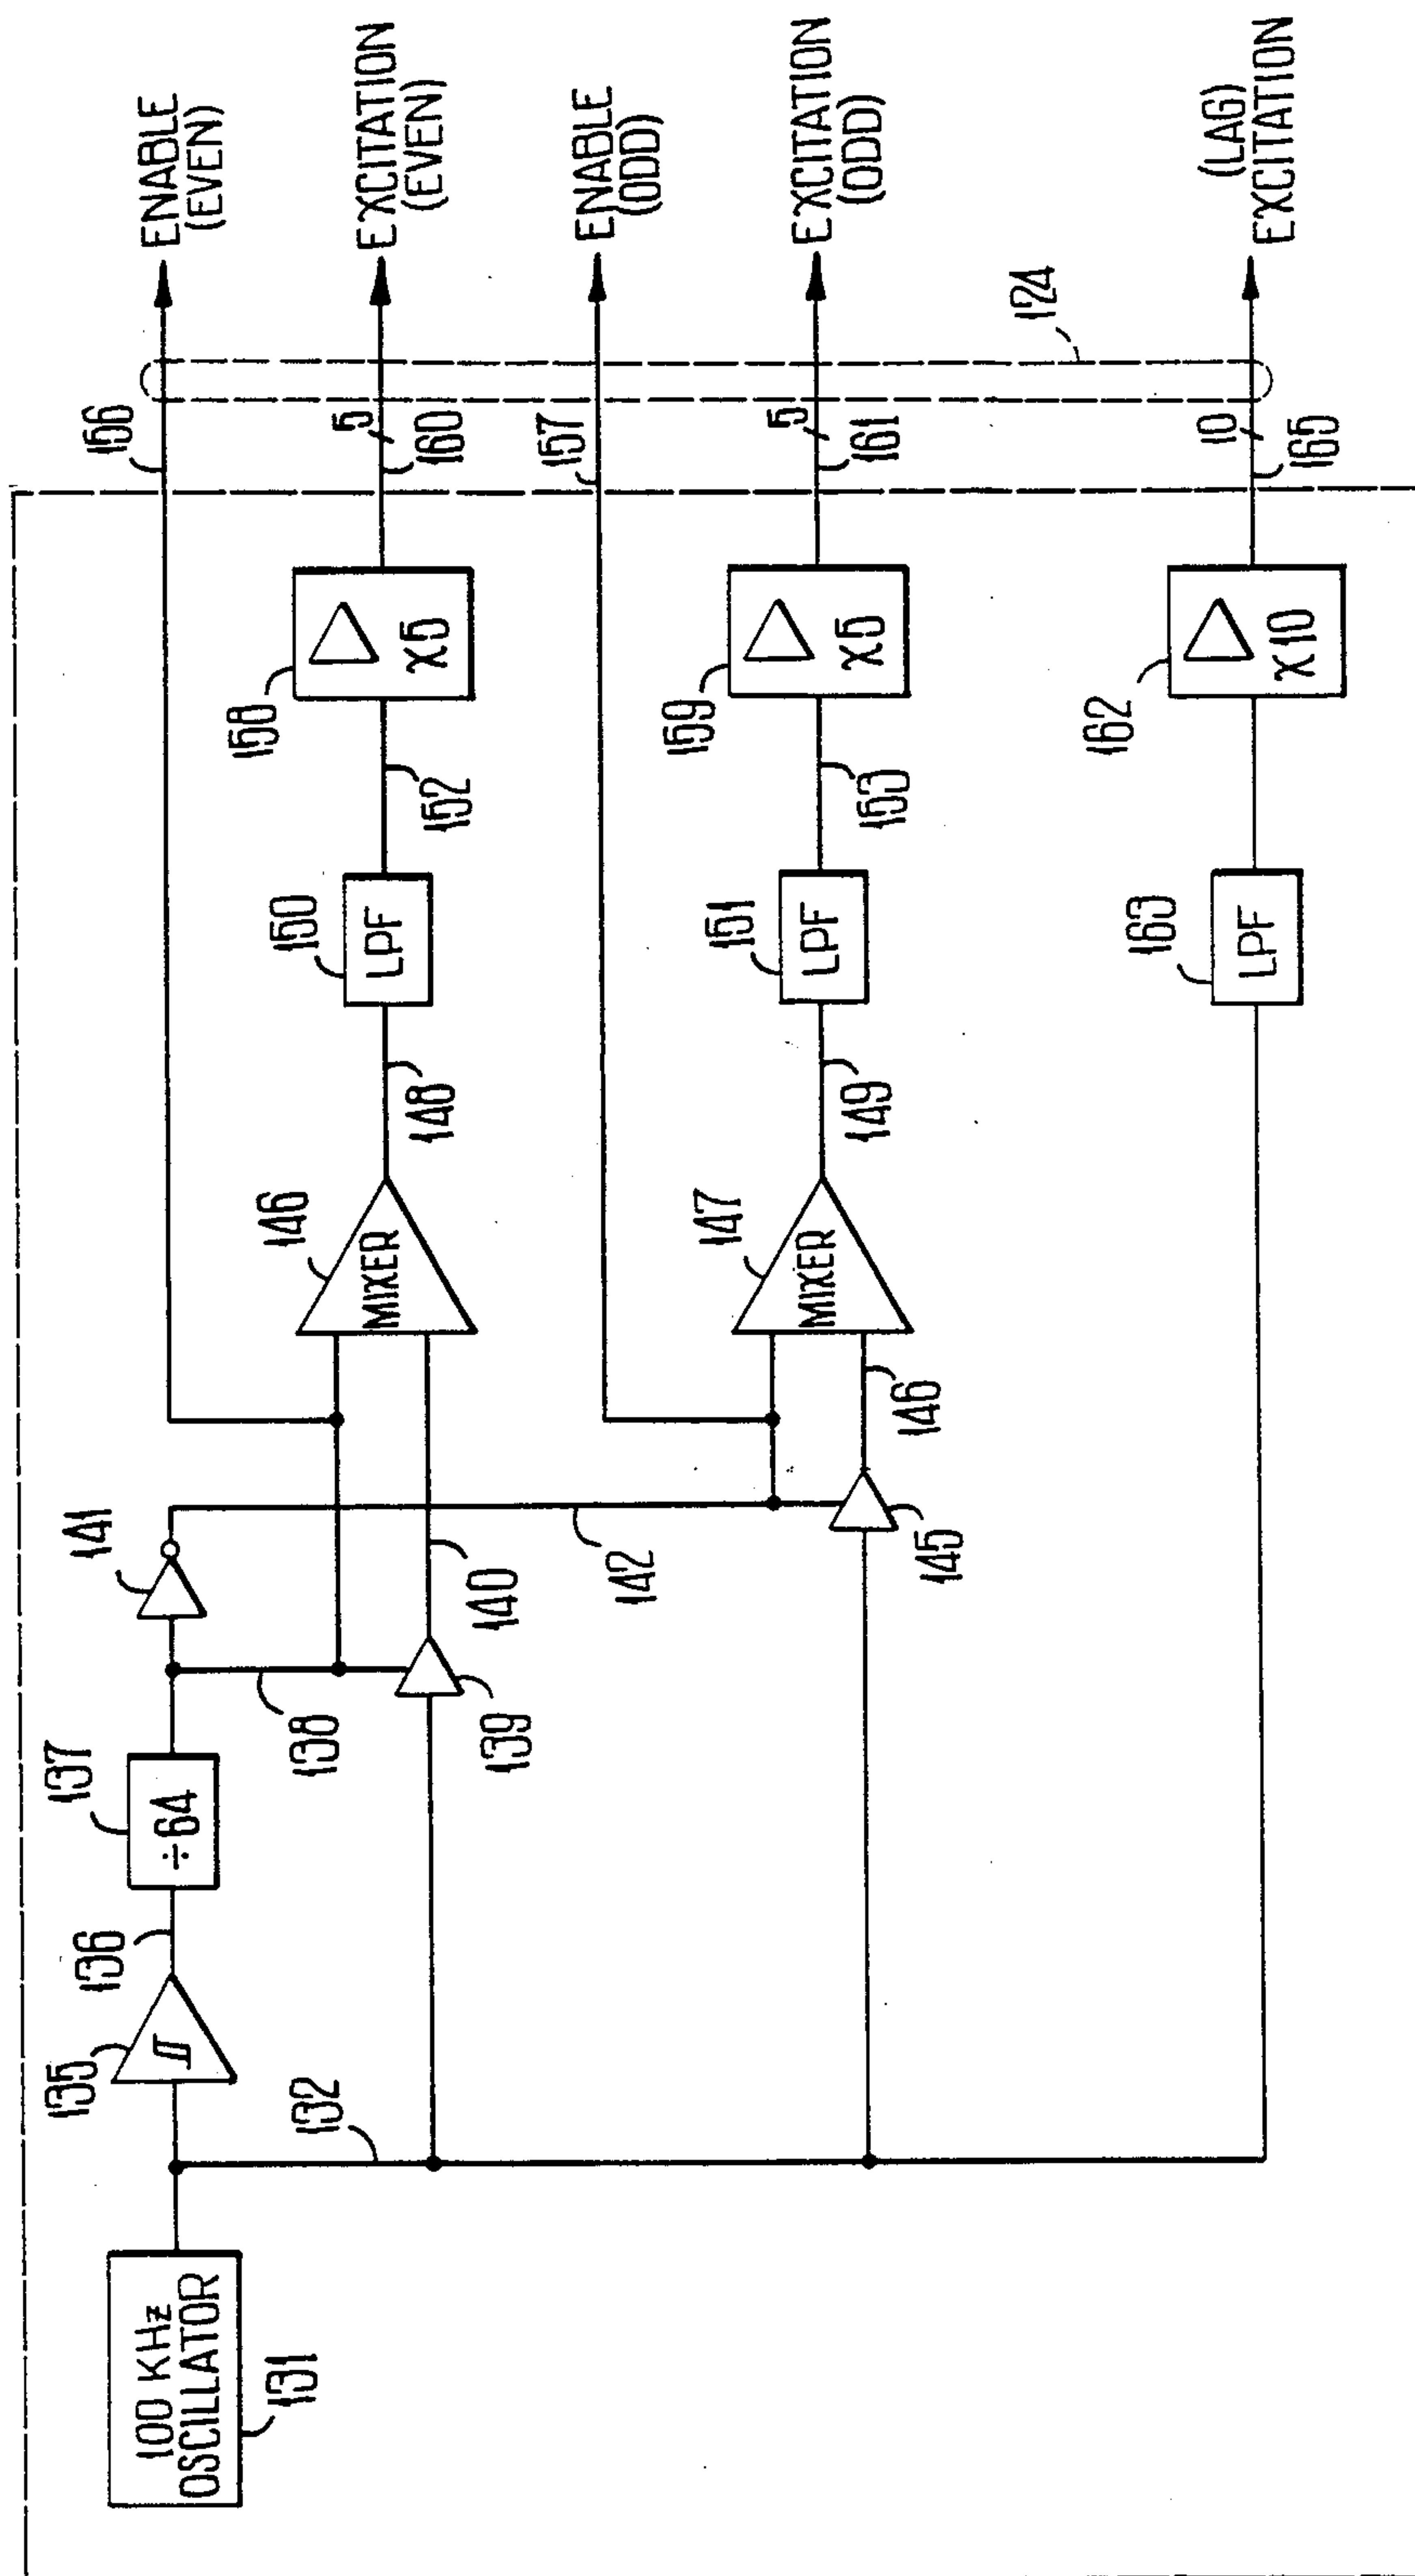 100 KHz
OSCILLATOR
131
132
135
136
137
÷64
138
139
140
141
142
145
146
146
MIXER
147
MIXER
148
149
150
LPF
151
LPF
163
LPF
152
153
158
X5
159
X5
162
X10
156
5
160
157
5
161
10
165
124
ENABLE
(EVEN)
EXCITATION
(EVEN)
ENABLE
(ODD)
EXCITATION
(ODD)
(LAG)
EXCITATION